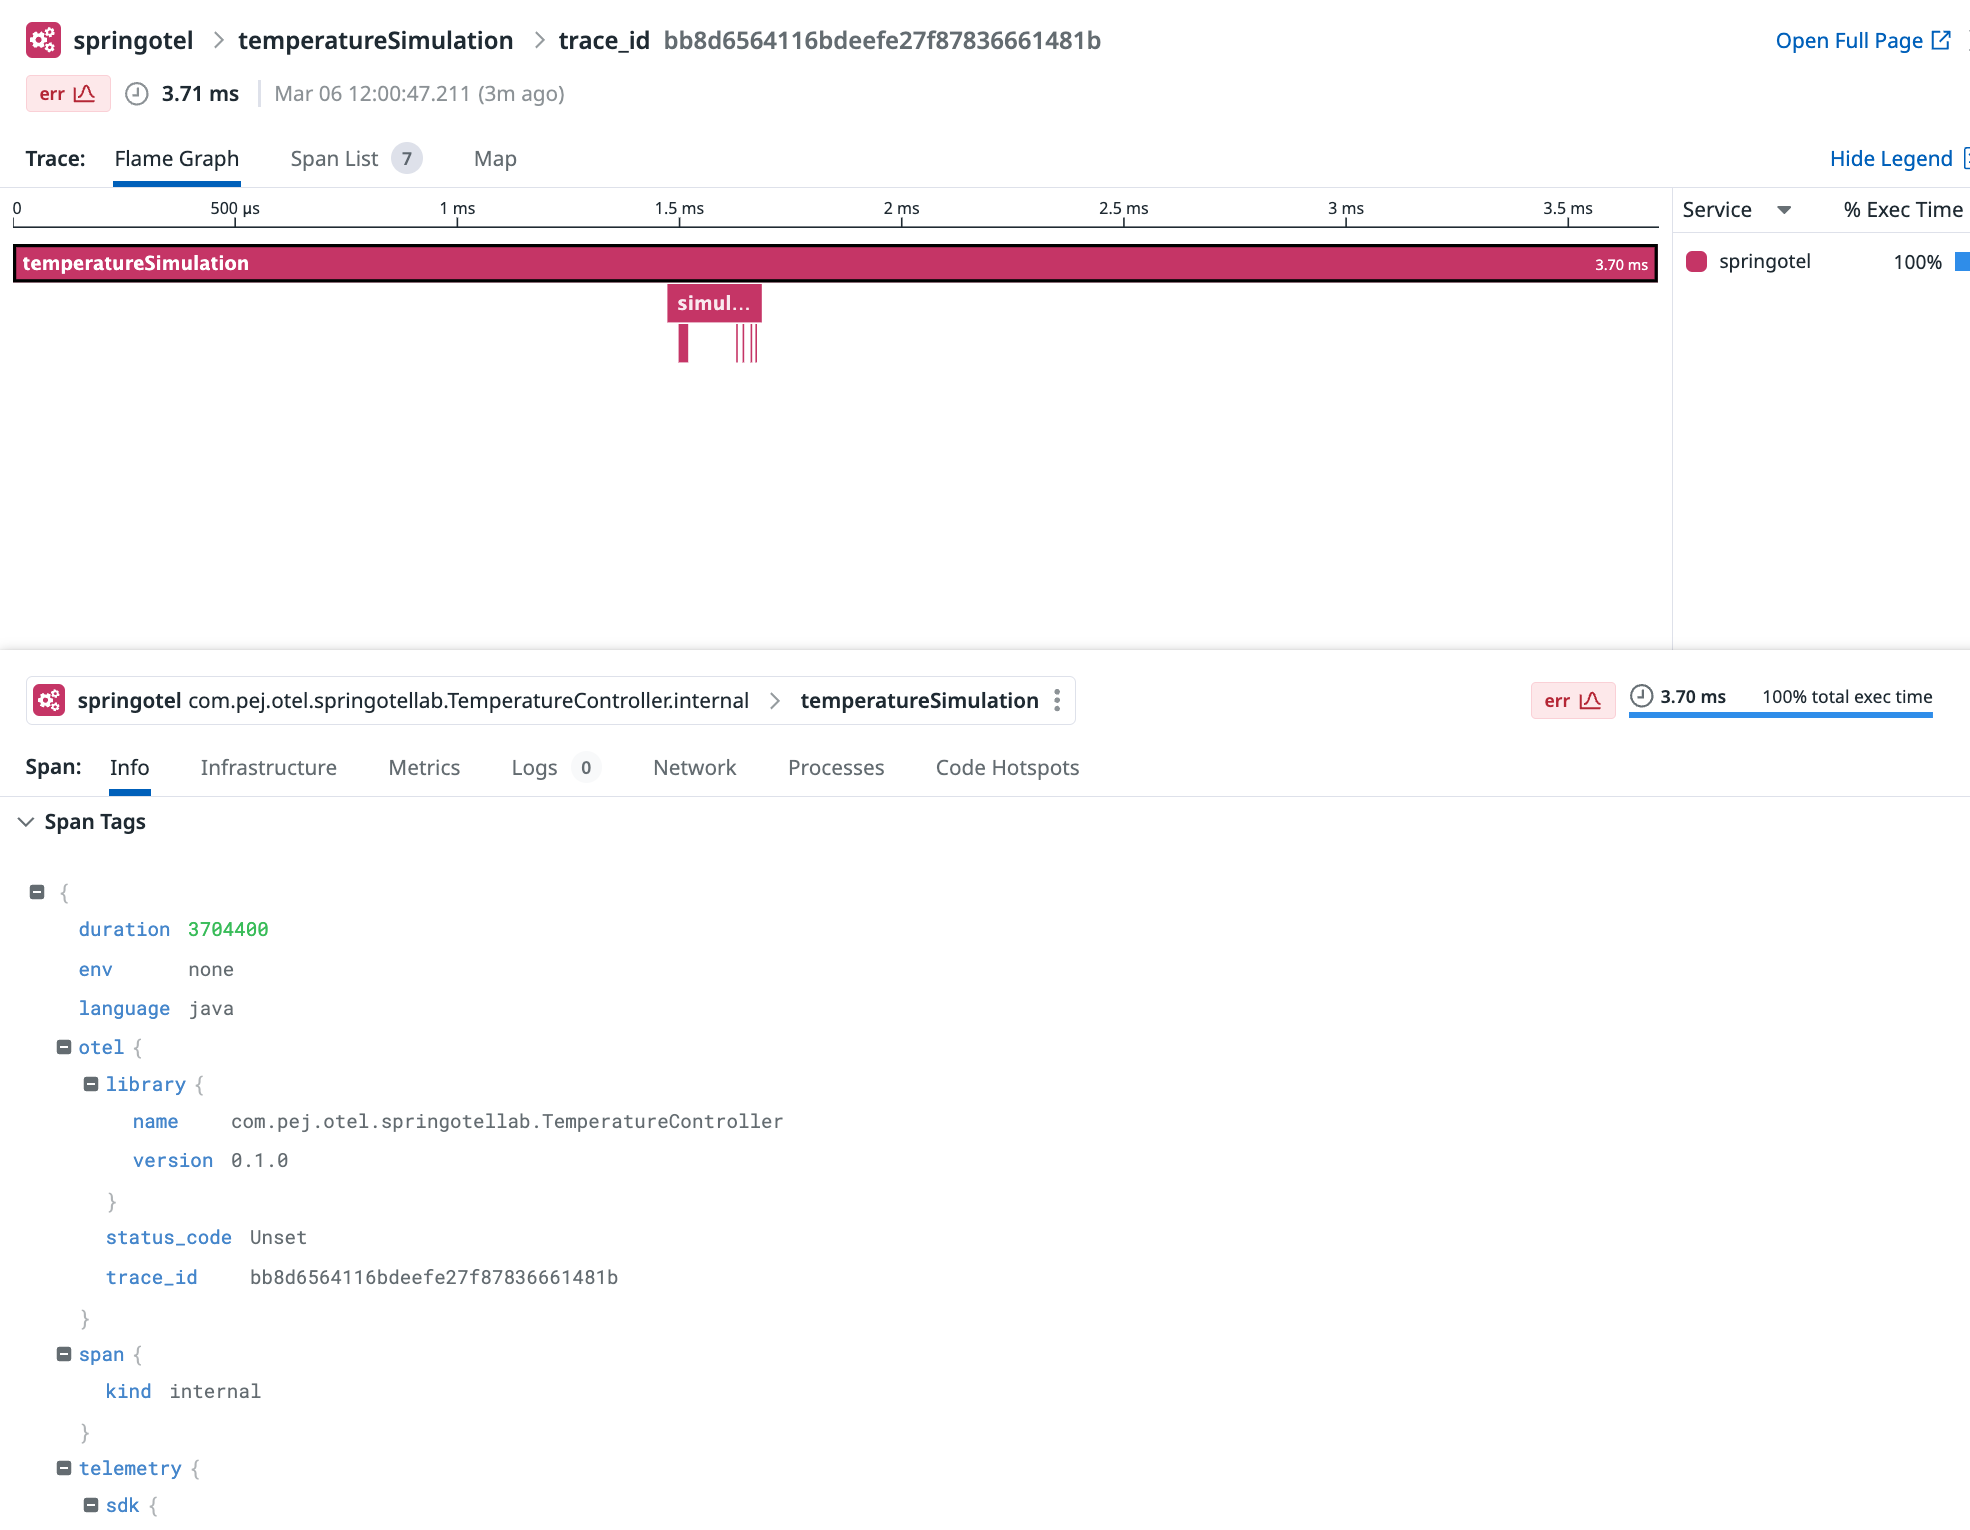 springotel > temperatureSimulation > trace_id bb8d6564116bdeefe27f87836661481b Open Full Page
err 3.71 ms Mar 06 12:00:47.211 (3m ago)
Trace: Flame Graph Span List 7 Map Hide Legend
0 500 µs 1 ms 1.5 ms 2 ms 2.5 ms 3 ms 3.5 ms Service % Exec Time
temperatureSimulation 3.70 ms springotel 100%
simul...
springotel com.pej.otel.springotellab.TemperatureController.internal > temperatureSimulation err 3.70 ms 100% total exec time
Span: Info Infrastructure Metrics Logs 0 Network Processes Code Hotspots
Span Tags
{
duration 3704400
env none
language java
otel {
library {
name com.pej.otel.springotellab.TemperatureController
version 0.1.0
}
status_code Unset
trace_id bb8d6564116bdeefe27f87836661481b
}
span {
kind internal
}
telemetry {
sdk {